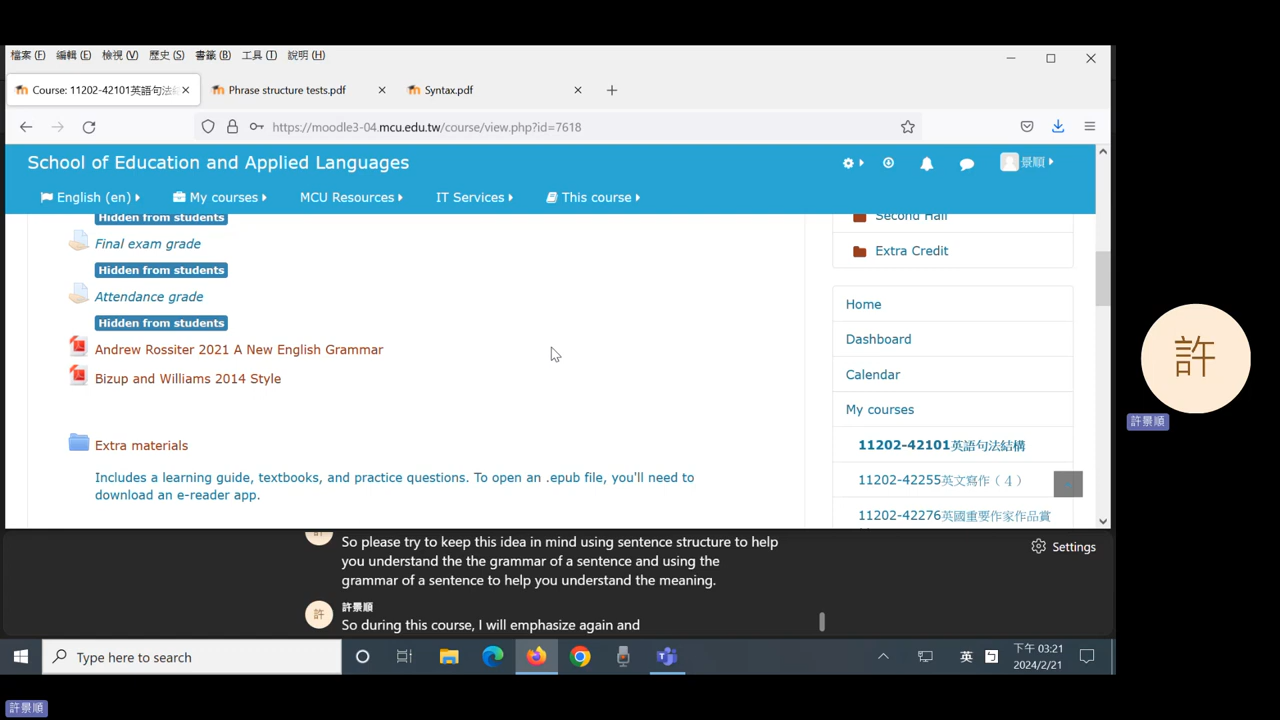 檔案 (F) 編輯 (E) 檢視 (V) 歷史 (S) 書籤 (B) 工具 (T) 說明 (H)
Course: 11202-42101英語句法結
Phrase structure tests.pdf
Syntax.pdf
https://moodle3-04.mcu.edu.tw/course/view.php?id=7618
School of Education and Applied Languages
景順
English (en) My courses MCU Resources IT Services This course
Hidden from students
Final exam grade
Hidden from students
Attendance grade
Hidden from students
Andrew Rossiter 2021 A New English Grammar
Bizup and Williams 2014 Style
Extra materials
Includes a learning guide, textbooks, and practice questions. To open an .epub file, you'll need to
download an e-reader app.
Second Half
Extra Credit
Home
Dashboard
Calendar
My courses
11202-42101英語句法結構
11202-42255英文寫作（4）
11202-42276英國重要作家作品賞
許
許景順
許
So please try to keep this idea in mind using sentence structure to help
you understand the the grammar of a sentence and using the
grammar of a sentence to help you understand the meaning.
許
許景順
So during this course, I will emphasize again and
Settings
Type here to search
英
下午 03:21
2024/2/21
許景順